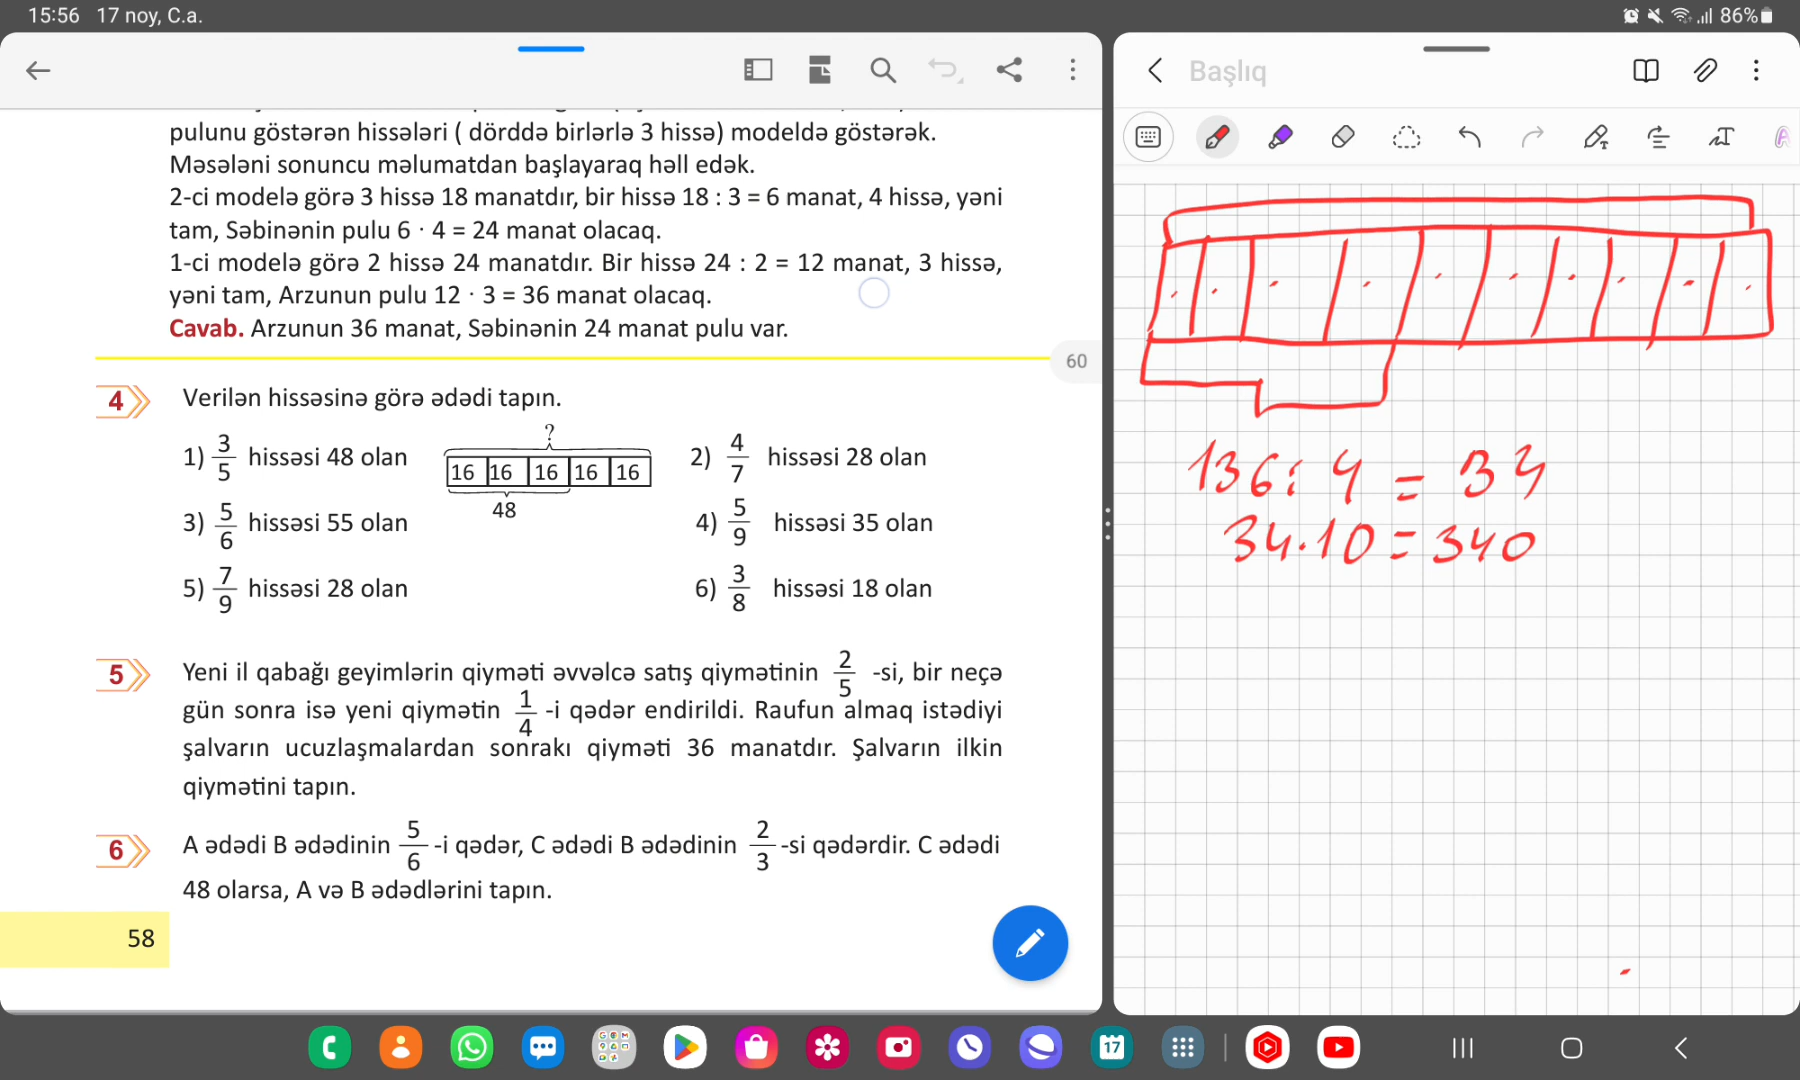 15:56 17 noy, C.a.
86%
pulunu göstərən hissələri ( dörddə birlərlə 3 hissə) modeldə göstərək.
Məsələni sonuncu məlumatdan başlayaraq həll edək.
2-ci modelə görə 3 hissə 18 manatdır, bir hissə 18 : 3 = 6 manat, 4 hissə, yəni
tam, Səbinənin pulu 6 · 4 = 24 manat olacaq.
1-ci modelə görə 2 hissə 24 manatdır. Bir hissə 24 : 2 = 12 manat, 3 hissə,
yəni tam, Arzunun pulu 12 · 3 = 36 manat olacaq.
Cavab. Arzunun 36 manat, Səbinənin 24 manat pulu var.
60
4 Verilən hissəsinə görə ədədi tapın.
1) 3/5 hissəsi 48 olan
?
16 16 16 16 16
48
2) 4/7 hissəsi 28 olan
3) 5/6 hissəsi 55 olan
4) 5/9 hissəsi 35 olan
5) 7/9 hissəsi 28 olan
6) 3/8 hissəsi 18 olan
5 Yeni il qabağı geyimlərin qiyməti əvvəlcə satış qiymətinin 2/5 -si, bir neçə
gün sonra isə yeni qiymətin 1/4 -i qədər endirildi. Raufun almaq istədiyi
şalvarın ucuzlaşmalardan sonrakı qiyməti 36 manatdır. Şalvarın ilkin
qiymətini tapın.
6 A ədədi B ədədinin 5/6 -i qədər, C ədədi B ədədinin 2/3 -si qədərdir. C ədədi
48 olarsa, A və B ədədlərini tapın.
58
Başlıq
136 : 4 = 34
34 · 10 = 340
17